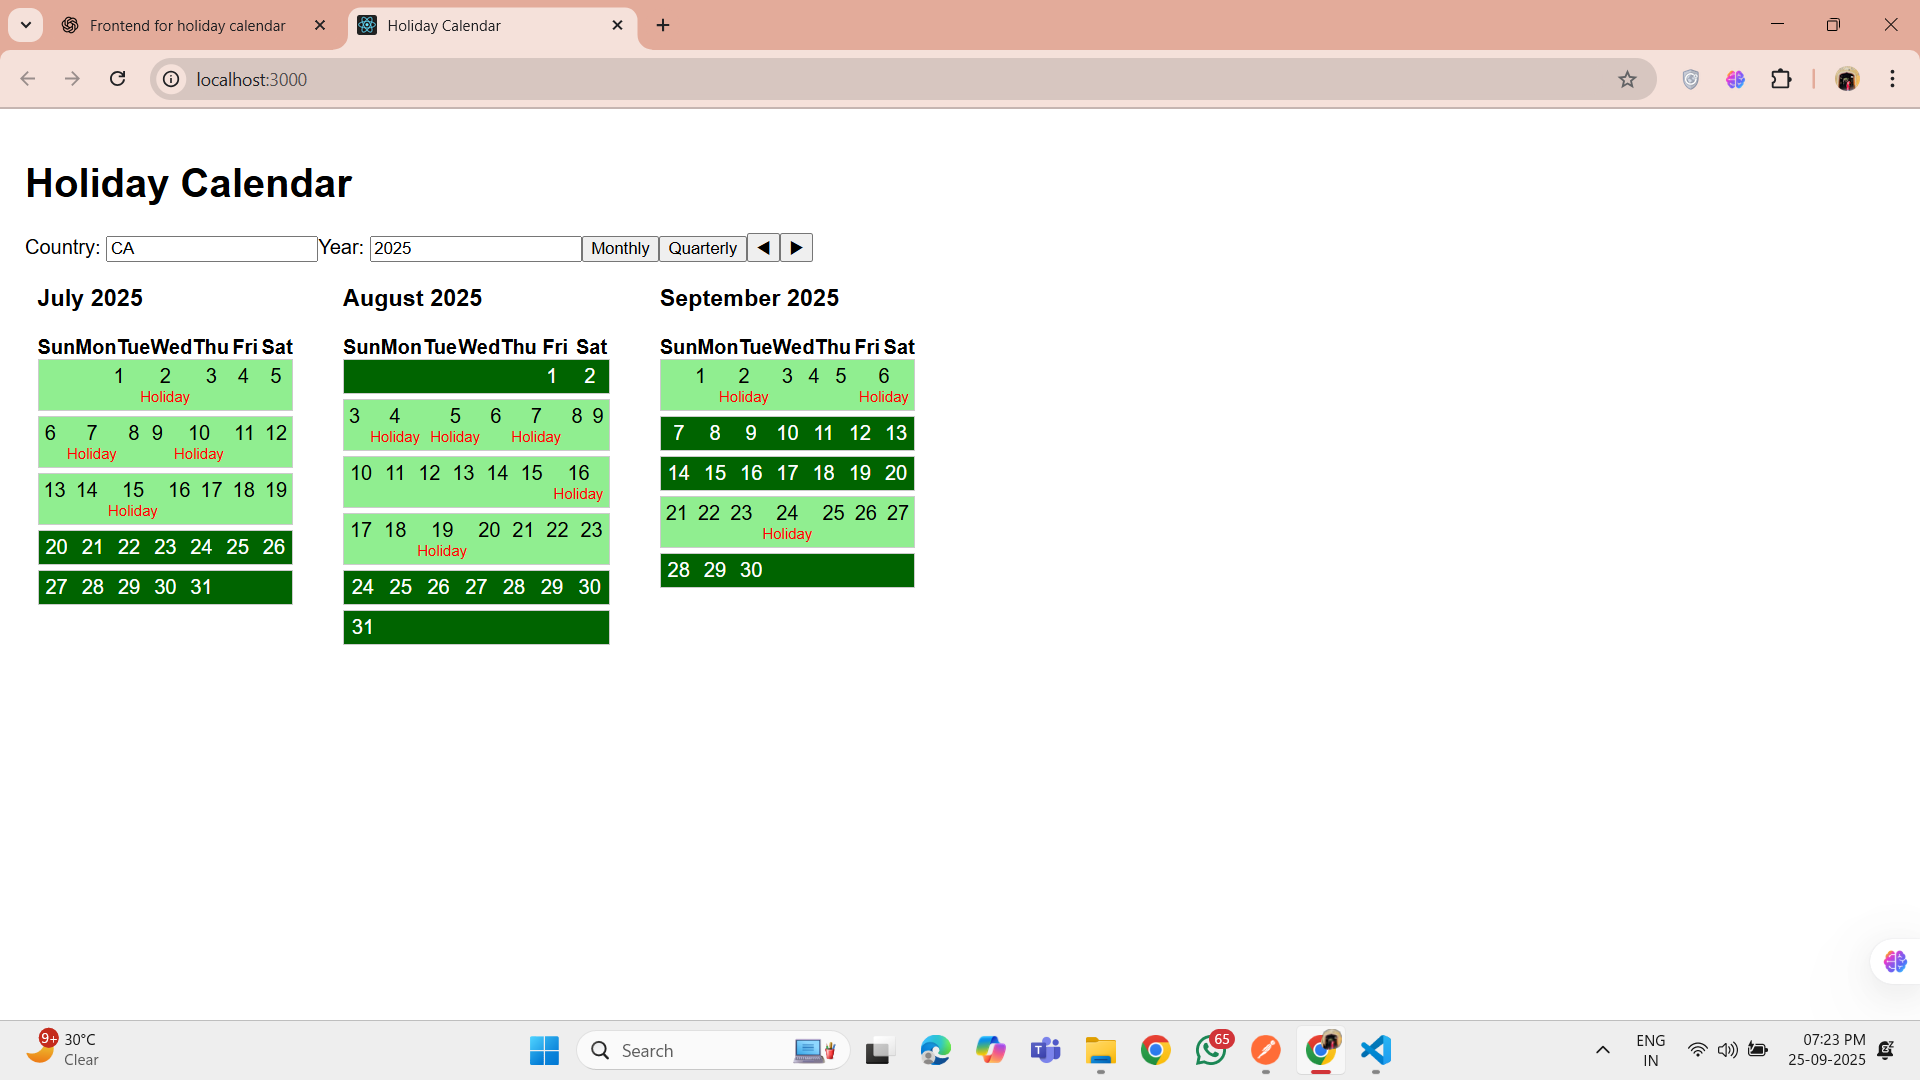 Frontend for holiday calendar
Holiday Calendar
localhost:3000
Holiday Calendar
Country: CA Year: 2025 Monthly Quarterly ◀ ▶
July 2025
Sun Mon Tue Wed Thu Fri Sat
1 2 3 4 5
Holiday
6 7 8 9 10 11 12
Holiday Holiday
13 14 15 16 17 18 19
Holiday
20 21 22 23 24 25 26
27 28 29 30 31
August 2025
Sun Mon Tue Wed Thu Fri Sat
1 2
3 4 5 6 7 8 9
Holiday Holiday Holiday
10 11 12 13 14 15 16
Holiday
17 18 19 20 21 22 23
Holiday
24 25 26 27 28 29 30
31
September 2025
Sun Mon Tue Wed Thu Fri Sat
1 2 3 4 5 6
Holiday Holiday
7 8 9 10 11 12 13
14 15 16 17 18 19 20
21 22 23 24 25 26 27
Holiday
28 29 30
9+
30°C
Clear
Search
65
ENG
IN
07:23 PM
25-09-2025